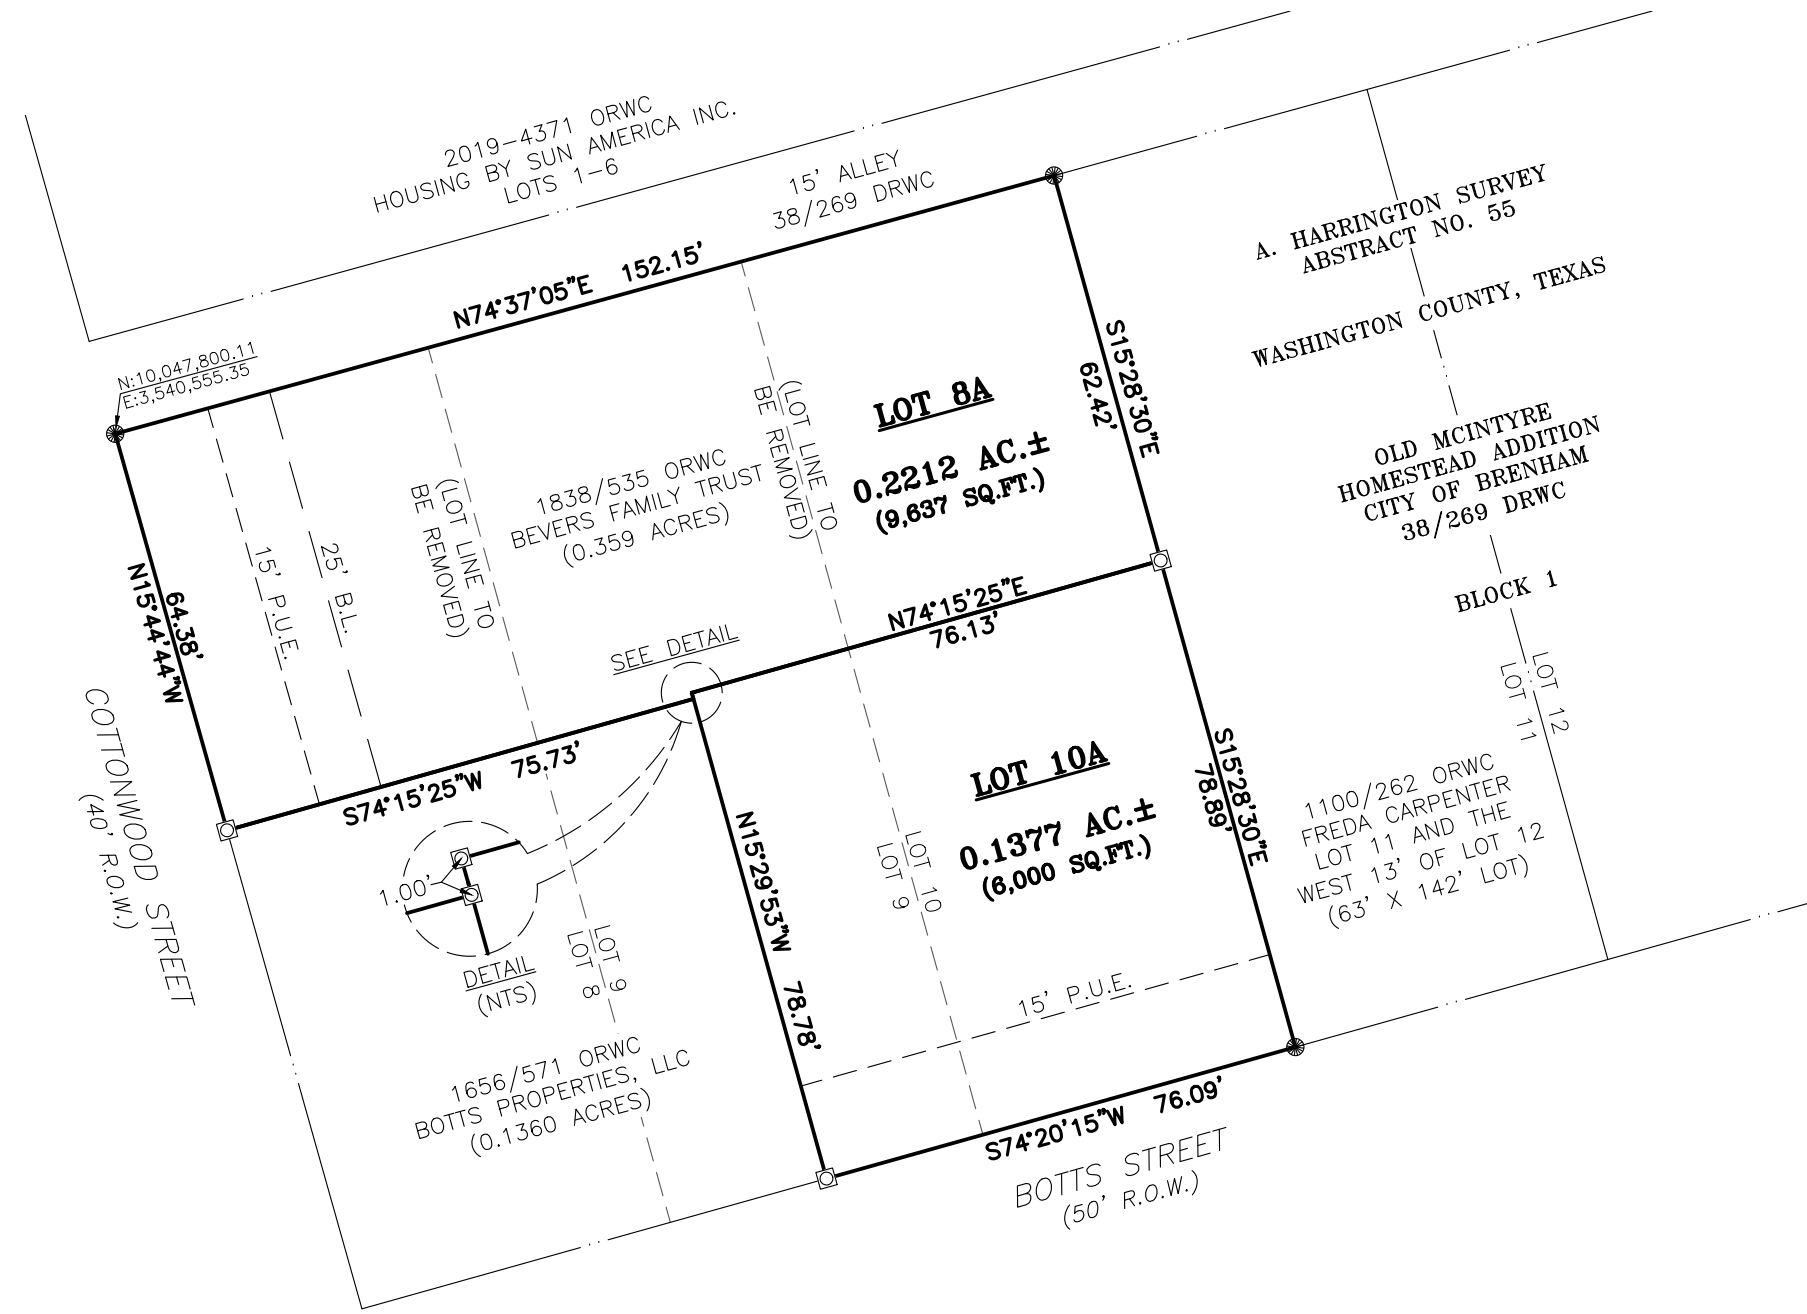 2019-4371 ORWC
HOUSING BY SUN AMERICA INC.
LOTS 1-6
15' ALLEY
38/269 DRWC
N74°37'05"E 152.15'
N:10,047,800.11
E:3,540,555.35
A. HARRINGTON SURVEY
ABSTRACT NO. 55
WASHINGTON COUNTY, TEXAS
OLD MCINTYRE
HOMESTEAD ADDITION
CITY OF BRENHAM
38/269 DRWC
BLOCK 1
S15°28'30"E
62.42'
LOT 8A
0.2212 AC.±
(9,637 SQ.FT.)
(LOT LINE TO
BE REMOVED)
1838/535 ORWC
BEVERS FAMILY TRUST
(0.359 ACRES)
(LOT LINE TO
BE REMOVED)
25' B.L.
15' P.U.E.
64.38'
N15°44'44"W
COTTONWOOD STREET
(40' R.O.W.)
SEE DETAIL
N74°15'25"E
76.13'
S74°15'25"W 75.73'
LOT 10A
0.1377 AC.±
(6,000 SQ.FT.)
S15°28'30"E
78.89'
N15°29'53"W 78.78'
LOT 10
LOT 9
LOT 12
LOT 11
1100/262 ORWC
FREDA CARPENTER
LOT 11 AND THE
WEST 13' OF LOT 12
(63' X 142' LOT)
1.00'
DETAIL
(NTS)
LOT 9
LOT 8
15' P.U.E.
1656/571 ORWC
BOTTS PROPERTIES, LLC
(0.1360 ACRES)
S74°20'15"W 76.09'
BOTTS STREET
(50' R.O.W.)